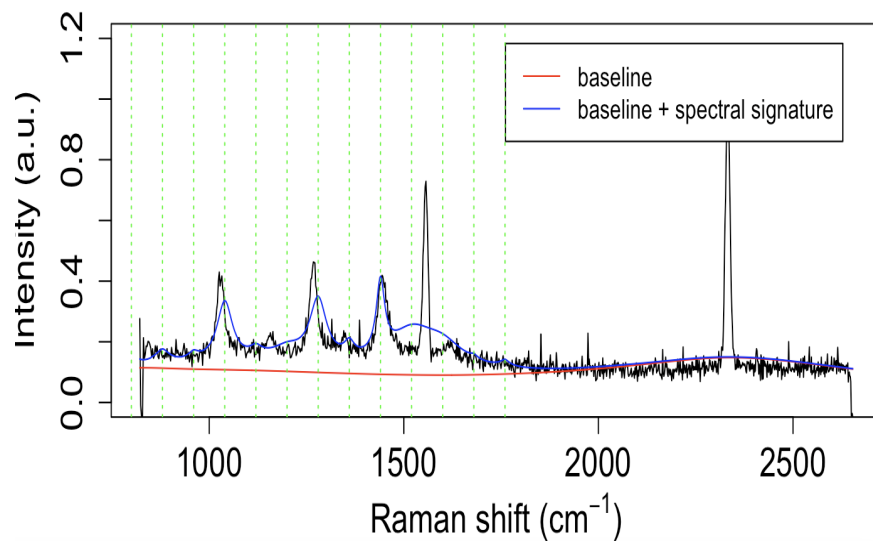 1.2
0.8
0.4
0.0
Intensity (a.u.)
baseline
baseline + spectral signature
1000 1500 2000 2500
Raman shift (cm⁻¹)